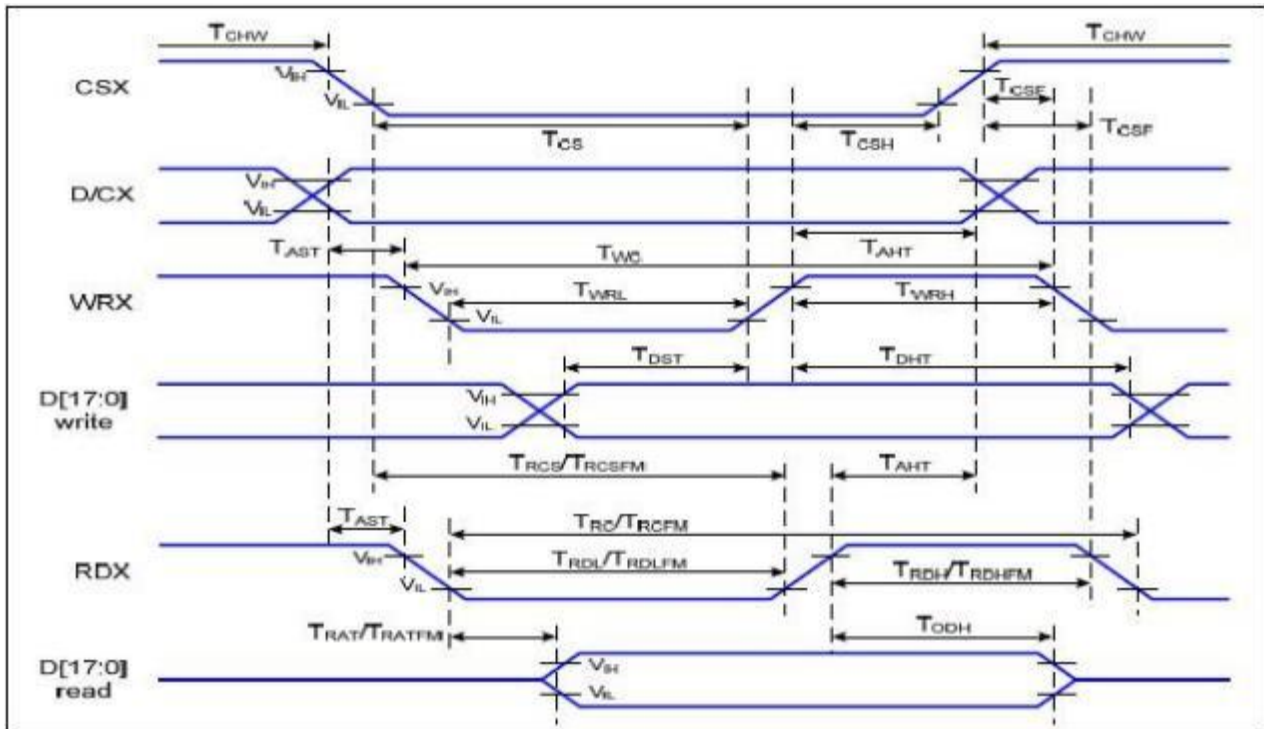 TCHW TCHW
CSX VIH VIL TCSF
TCS TCSH TCSF
D/CX VIH VIL
TAST TWC TAHT
WRX VIH VIL TWRL TWRH
TDST TDHT
D[17:0] write VIH VIL
TRCS/TRCSFM TAHT
TAST TRC/TRCFM
RDX VIH VIL TRDL/TRDLFM TRDH/TRDHFM
TRAT/TRATFM TODH
D[17:0] read VIH VIL